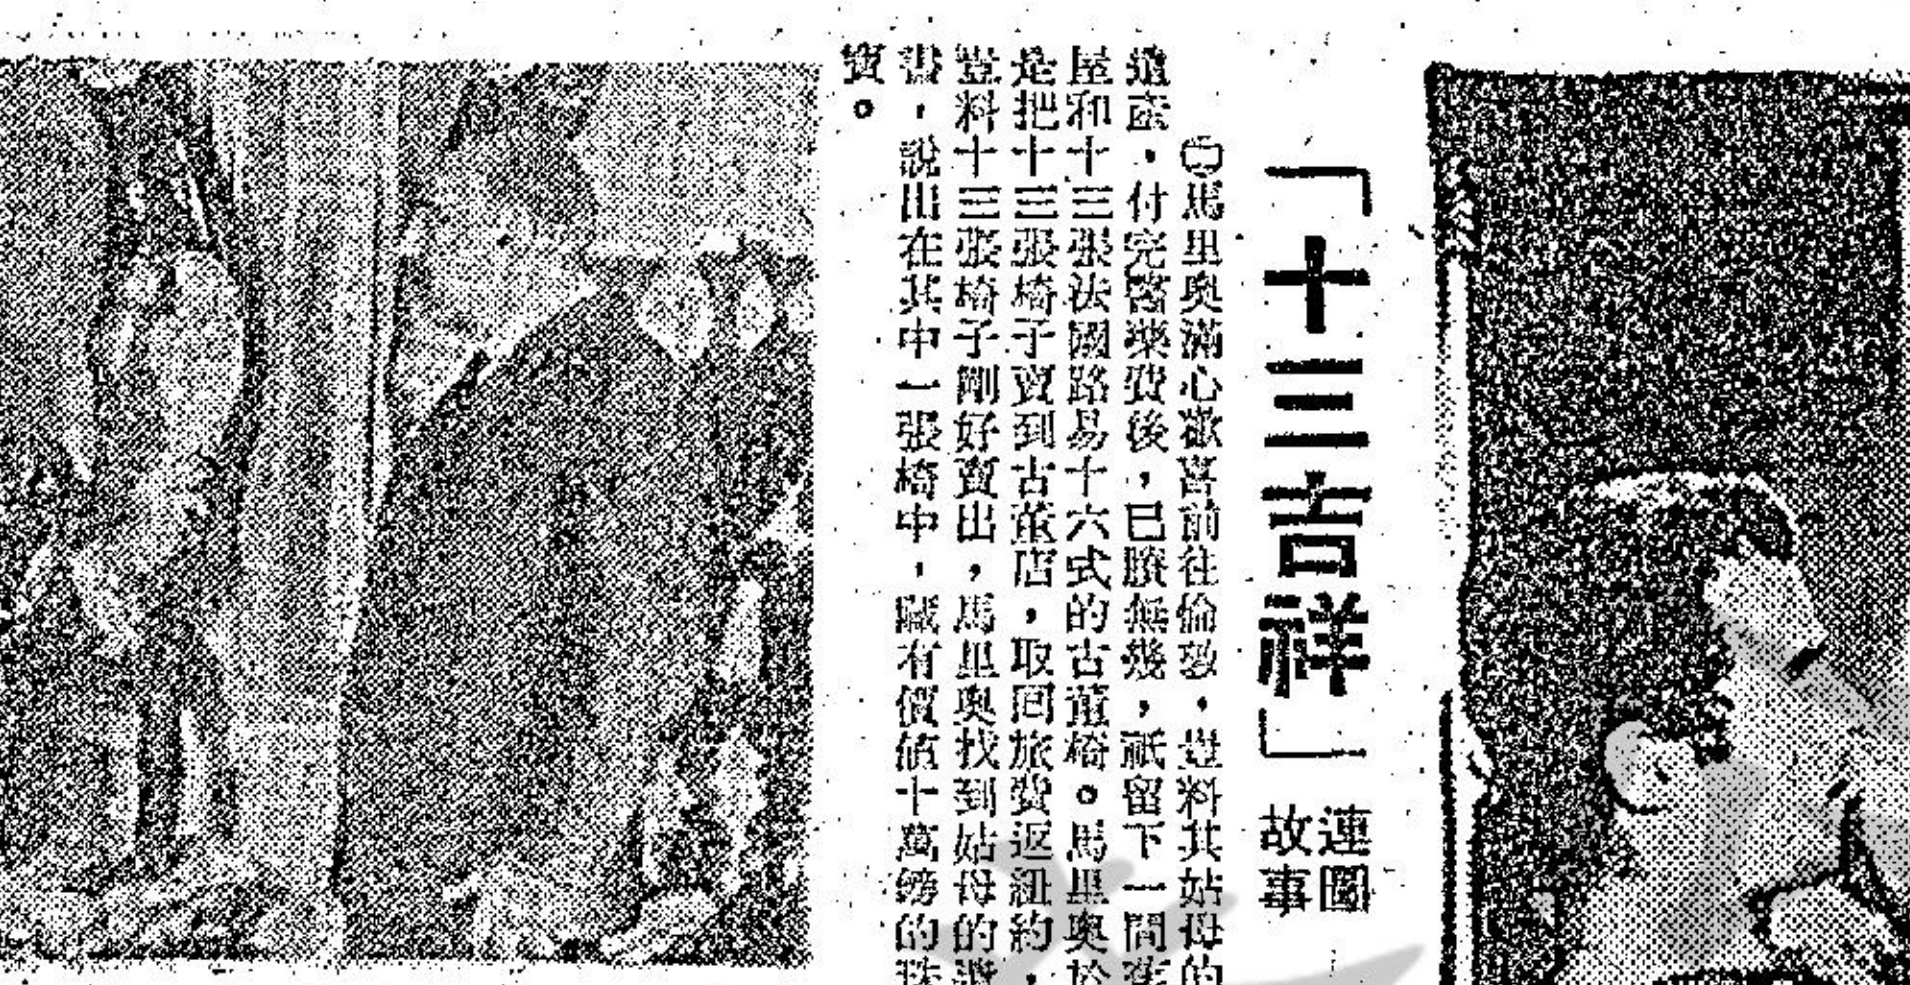 「十三吉祥」連圖故事
㊁馬里奧滿心歡喜前往倫敦,豈料其姑母的
遺產,付完醫藥費後,已賸無幾,祇留下一間
屋和十三張法國路易十六式的古董椅。馬里奧於
是把十三張椅子賣到古董店,取回旅費返紐約,
豈料十三張椅子剛好賣出,馬里奧找到姑母的
書,說出在其中一張椅中,藏有價值十萬鎊的珠
寶。